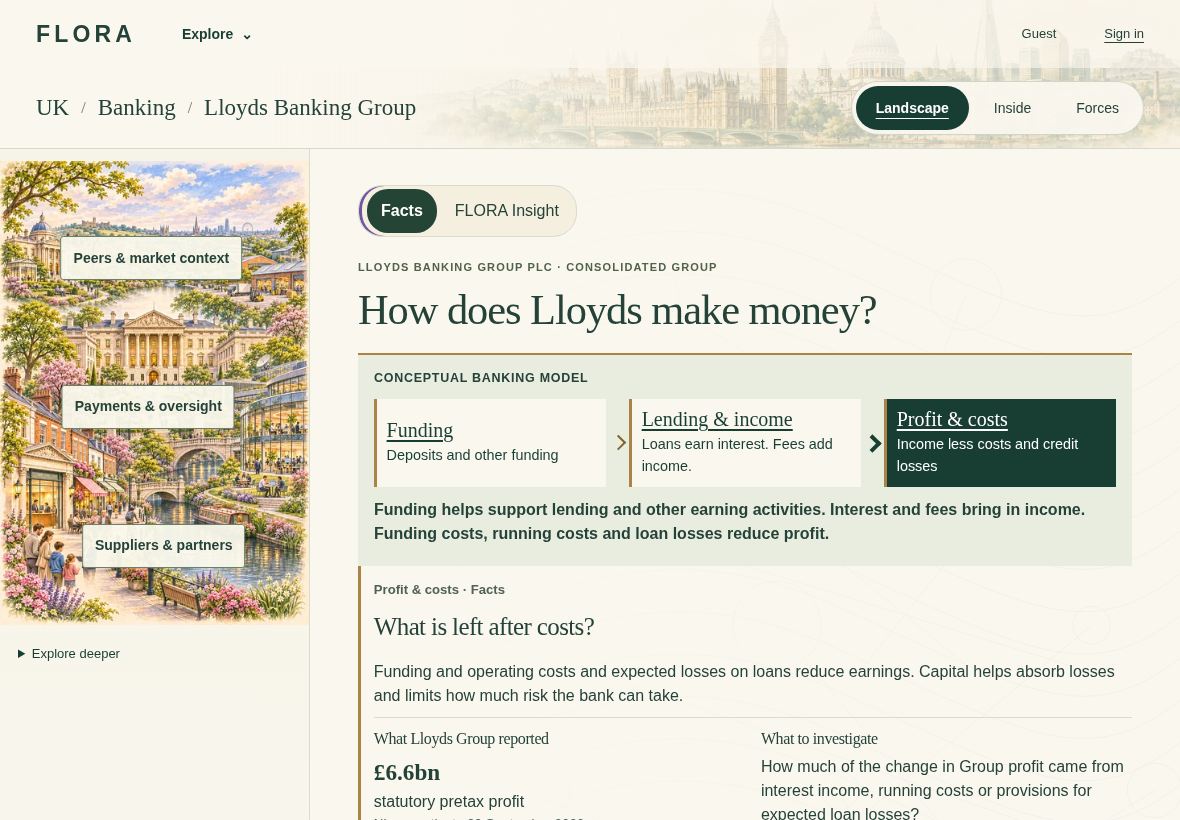 FLORA
Explore
Guest
Sign in
UK / Banking / Lloyds Banking Group
Landscape
Inside
Forces
Peers & market context
Payments & oversight
Suppliers & partners
Explore deeper
Facts
FLORA Insight
LLOYDS BANKING GROUP PLC · CONSOLIDATED GROUP
How does Lloyds make money?
CONCEPTUAL BANKING MODEL
Funding
Deposits and other funding
Lending & income
Loans earn interest. Fees add
income.
Profit & costs
Income less costs and credit
losses
Funding helps support lending and other earning activities. Interest and fees bring in income.
Funding costs, running costs and loan losses reduce profit.
Profit & costs · Facts
What is left after costs?
Funding and operating costs and expected losses on loans reduce earnings. Capital helps absorb losses
and limits how much risk the bank can take.
What Lloyds Group reported
£6.6bn
statutory pretax profit
What to investigate
How much of the change in Group profit came from
interest income, running costs or provisions for
expected loan losses?